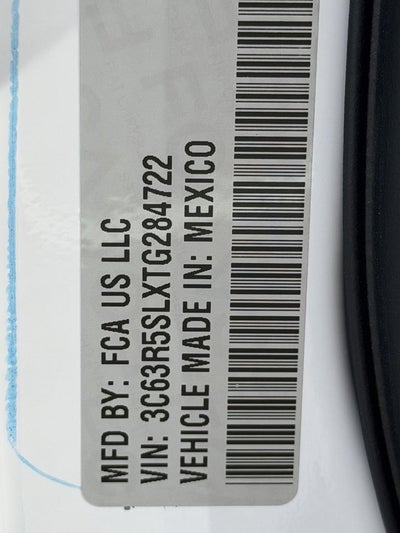 MFD BY: FCA US LLC
VIN: 3C63R5SLXTG284722
VEHICLE MADE IN: MEXICO